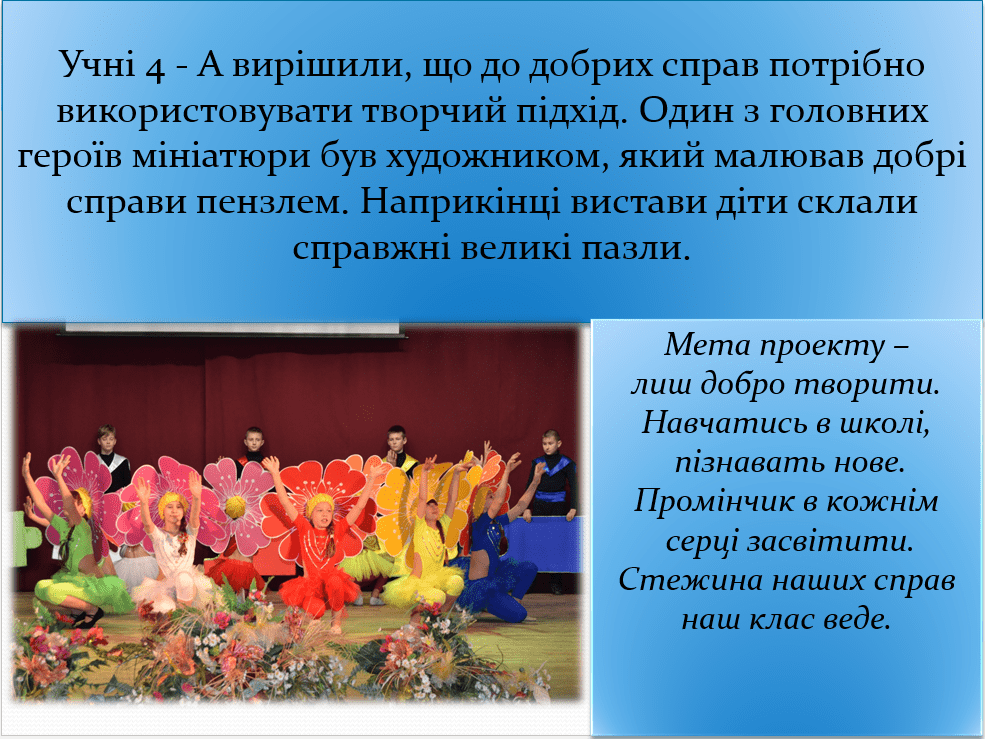 Учні 4 - А вирішили, що до добрих справ потрібно
використовувати творчий підхід. Один з головних
героїв мініатюри був художником, який малював добрі
справи пензлем. Наприкінці вистави діти склали
справжні великі пазли.
Мета проекту –
лиш добро творити.
Навчатись в школі,
пізнавать нове.
Промінчик в кожнім
серці засвітити.
Стежина наших справ
наш клас веде.